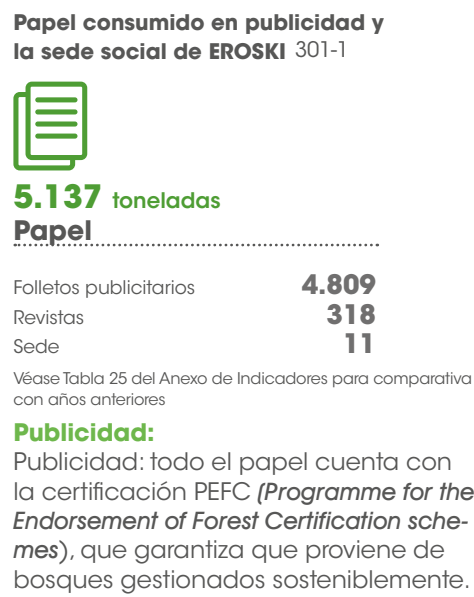 Papel consumido en publicidad y
la sede social de EROSKI 301-1
5.137 toneladas
Papel
Folletos publicitarios 4.809
Revistas 318
Sede 11
Véase Tabla 25 del Anexo de Indicadores para comparativa
con años anteriores
Publicidad:
Publicidad: todo el papel cuenta con
la certificación PEFC (Programme for the
Endorsement of Forest Certification sche-
mes), que garantiza que proviene de
bosques gestionados sosteniblemente.